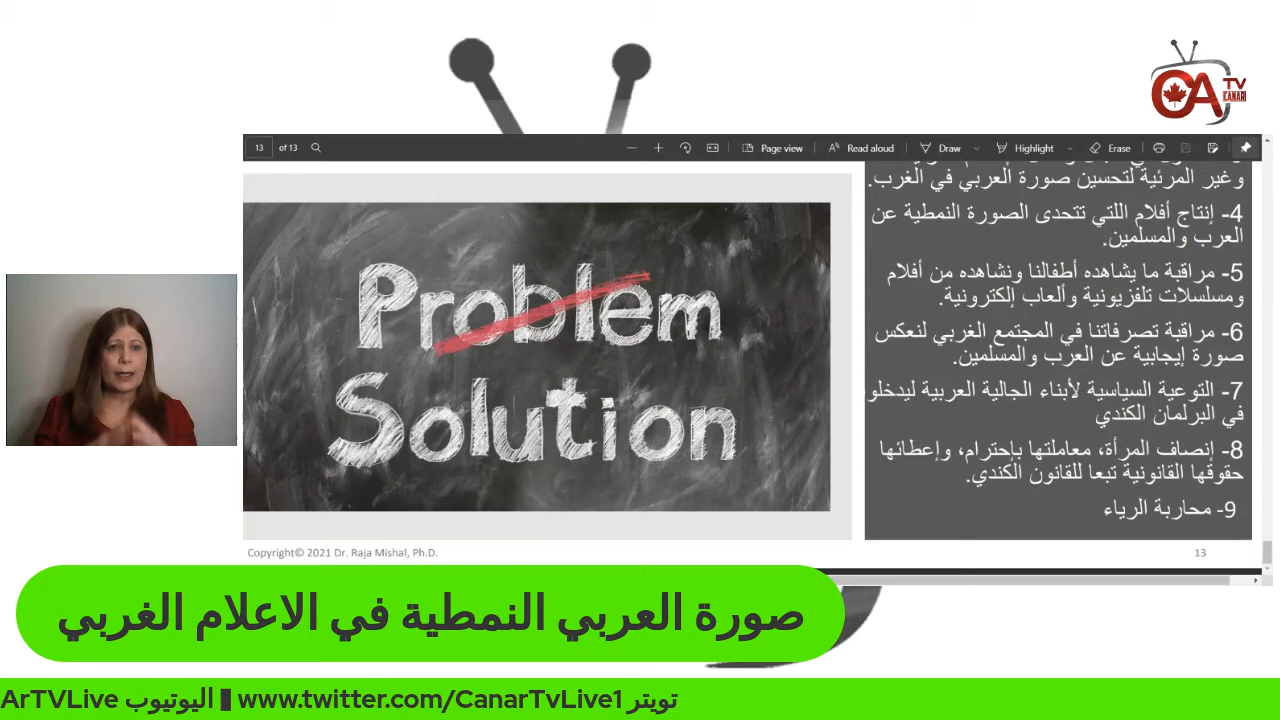 CA TV
CANAR
13 of 13 Page view Read aloud Draw Highlight Erase
Problem
Solution
وغير المرئية لتحسين صورة العربي في الغرب.
4- إنتاج أفلام اللتي تتحدى الصورة النمطية عن
العرب والمسلمين.
5- مراقبة ما يشاهده أطفالنا ونشاهده من أفلام
ومسلسلات تلفزيونية وألعاب إلكترونية.
6- مراقبة تصرفاتنا في المجتمع الغربي لنعكس
صورة إيجابية عن العرب والمسلمين.
7- التوعية السياسية لأبناء الجالية العربية ليدخلو
في البرلمان الكندي
8- إنصاف المرأة، معاملتها بإحترام، وإعطائها
حقوقها القانونية تبعا للقانون الكندي.
9- محاربة الرياء
Copyright© 2021 Dr. Raja Mishal, Ph.D. 13
صورة العربي النمطية في الاعلام الغربي
تويتر www.twitter.com/CanarTvLive1 ▮ اليوتيوب ArTVLive